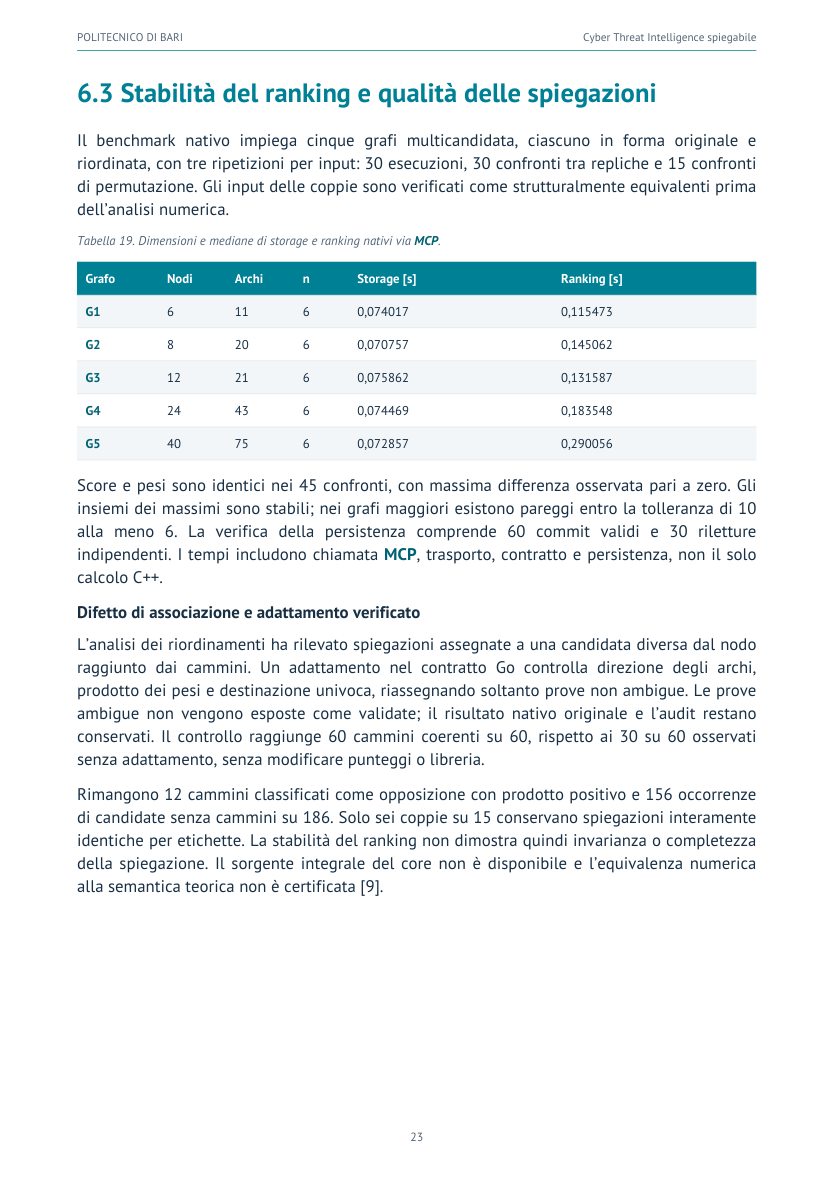 POLITECNICO DI BARI Cyber Threat Intelligence spiegabile
6.3 Stabilità del ranking e qualità delle spiegazioni
Il benchmark nativo impiega cinque grafi multicandidata, ciascuno in forma originale e
riordinata, con tre ripetizioni per input: 30 esecuzioni, 30 confronti tra repliche e 15 confronti
di permutazione. Gli input delle coppie sono verificati come strutturalmente equivalenti prima
dell’analisi numerica.
Tabella 19. Dimensioni e mediane di storage e ranking nativi via MCP.
Grafo Nodi Archi n Storage [s] Ranking [s]
G1 6 11 6 0,074017 0,115473
G2 8 20 6 0,070757 0,145062
G3 12 21 6 0,075862 0,131587
G4 24 43 6 0,074469 0,183548
G5 40 75 6 0,072857 0,290056
Score e pesi sono identici nei 45 confronti, con massima differenza osservata pari a zero. Gli
insiemi dei massimi sono stabili; nei grafi maggiori esistono pareggi entro la tolleranza di 10
alla meno 6. La verifica della persistenza comprende 60 commit validi e 30 riletture
indipendenti. I tempi includono chiamata MCP, trasporto, contratto e persistenza, non il solo
calcolo C++.
Difetto di associazione e adattamento verificato
L’analisi dei riordinamenti ha rilevato spiegazioni assegnate a una candidata diversa dal nodo
raggiunto dai cammini. Un adattamento nel contratto Go controlla direzione degli archi,
prodotto dei pesi e destinazione univoca, riassegnando soltanto prove non ambigue. Le prove
ambigue non vengono esposte come validate; il risultato nativo originale e l’audit restano
conservati. Il controllo raggiunge 60 cammini coerenti su 60, rispetto ai 30 su 60 osservati
senza adattamento, senza modificare punteggi o libreria.
Rimangono 12 cammini classificati come opposizione con prodotto positivo e 156 occorrenze
di candidate senza cammini su 186. Solo sei coppie su 15 conservano spiegazioni interamente
identiche per etichette. La stabilità del ranking non dimostra quindi invarianza o completezza
della spiegazione. Il sorgente integrale del core non è disponibile e l’equivalenza numerica
alla semantica teorica non è certificata [9].
23